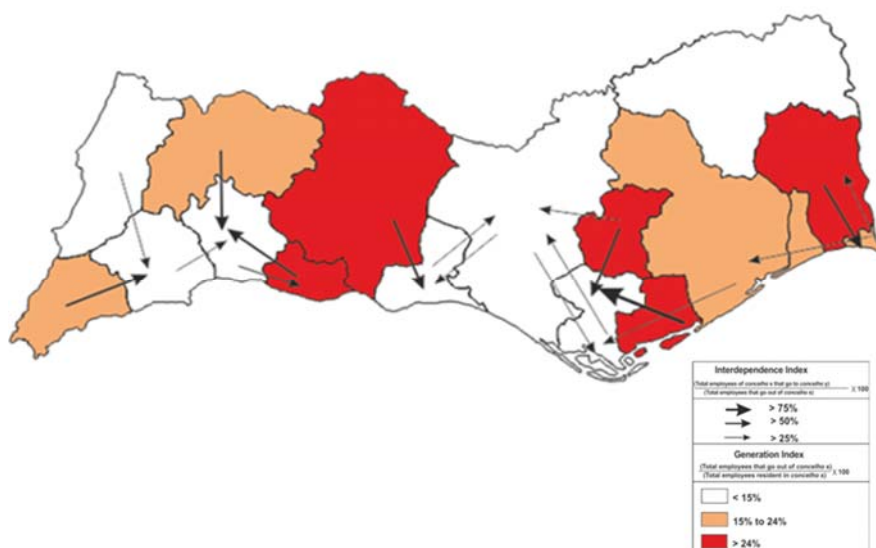 Interdependence Index
(Total employees of concelho x that go to concelho y)
(Total employees that go out of concelho x)
X 100
> 75%
> 50%
> 25%
Generation Index
(Total employees that go out of concelho x)
(Total employees resident in concelho x)
X 100
< 15%
15% to 24%
> 24%